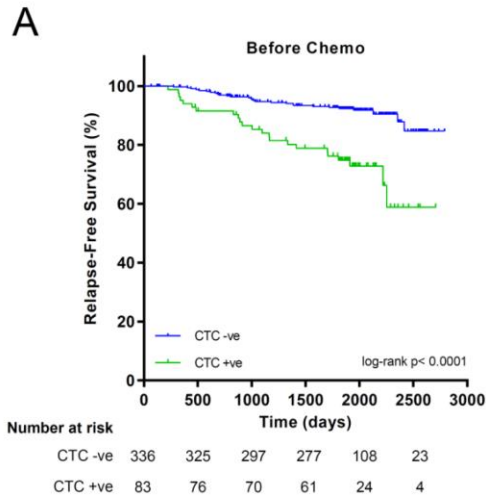 A
Before Chemo
Relapse-Free Survival (%)
100
80
60
40
20
0
CTC -ve
CTC +ve
log-rank p< 0.0001
0 500 1000 1500 2000 2500 3000
Time (days)
Number at risk
CTC -ve 336 325 297 277 108 23
CTC +ve 83 76 70 61 24 4